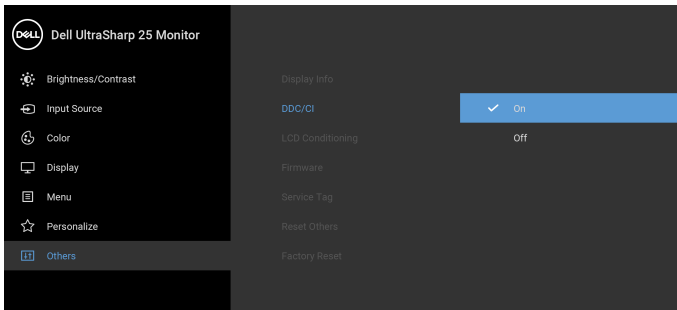 DELL Dell UltraSharp 25 Monitor
Brightness/Contrast
Display Info
Input Source
DDC/CI
On
Color
LCD Conditioning
Off
Display
Firmware
Menu
Service Tag
Personalize
Reset Others
Others
Factory Reset